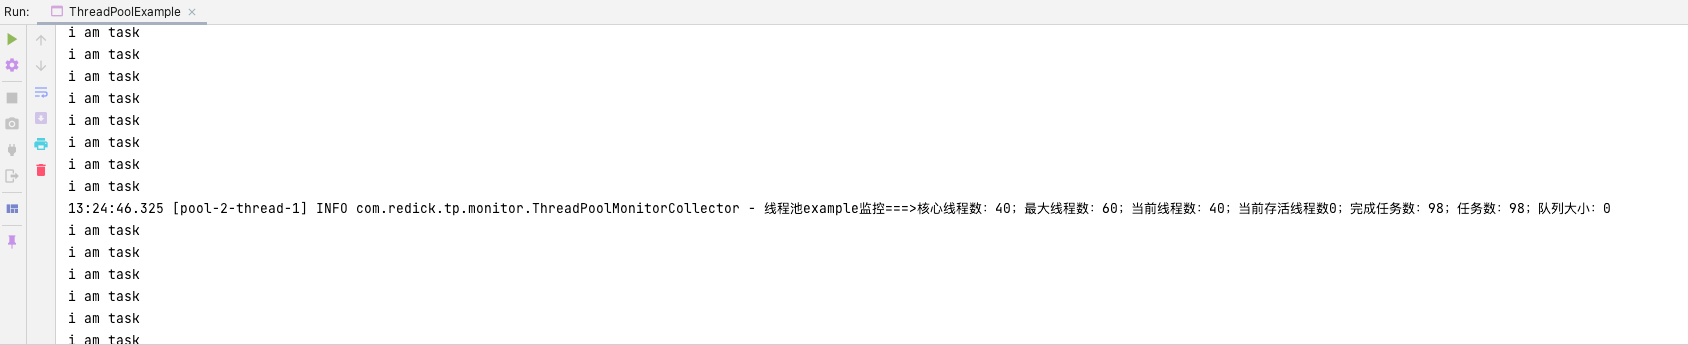 Run: ThreadPoolExample
i am task
i am task
i am task
i am task
i am task
i am task
i am task
i am task
13:24:46.325 [pool-2-thread-1] INFO com.redick.tp.monitor.ThreadPoolMonitorCollector - 线程池example监控===>核心线程数: 40; 最大线程数: 60; 当前线程数: 40; 当前存活线程数0; 完成任务数: 98; 任务数: 98; 队列大小: 0
i am task
i am task
i am task
i am task
i am task
i am task